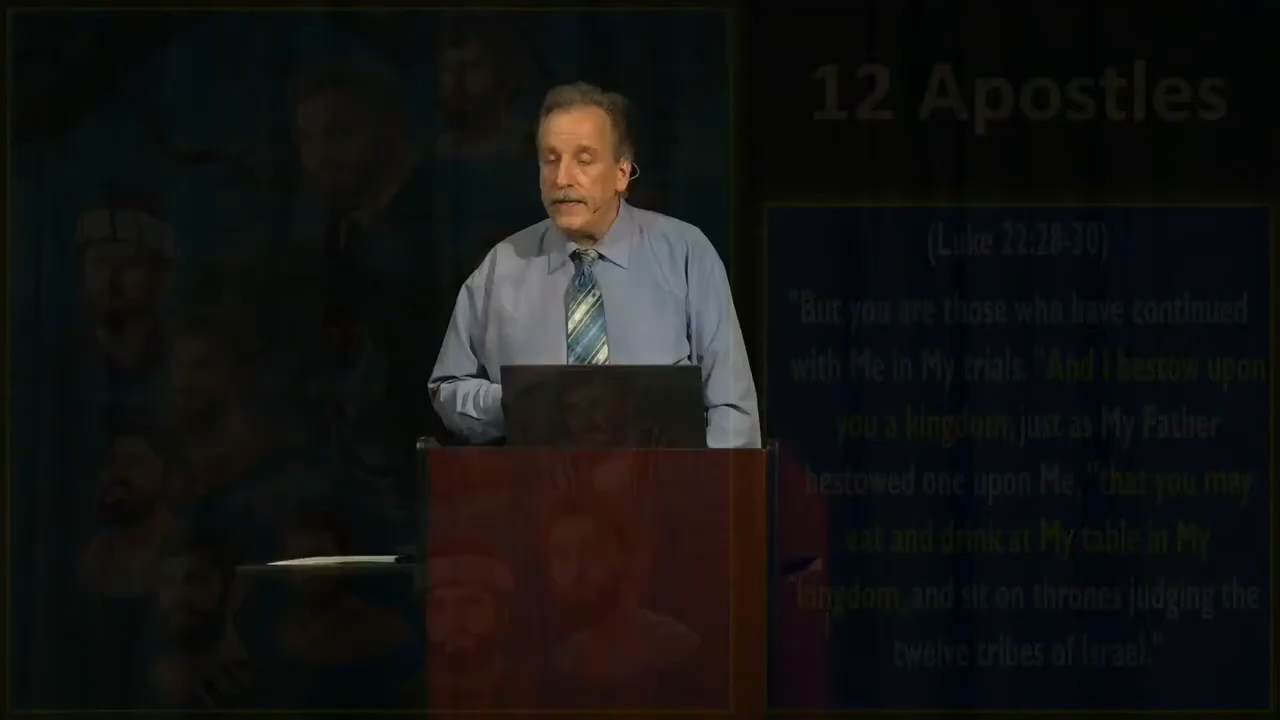 12 Apostles
(Luke 22:28-30)
"But you are those who have continued
with Me in My trials. "And I bestow upon
you a kingdom, just as My Father
bestowed one upon Me, "that you may
eat and drink at My table in My
kingdom, and sit on thrones judging the
twelve tribes of Israel."